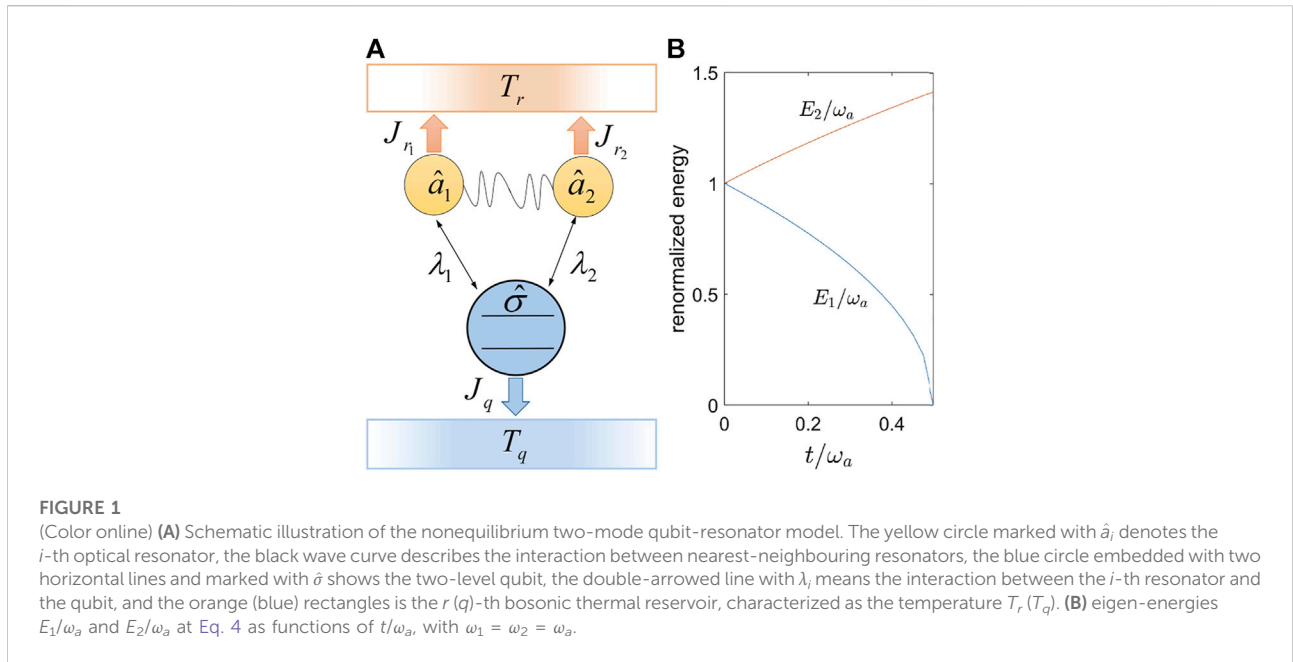 A
T_r
J_{r_1}
J_{r_2}
â_1
â_2
λ_1
λ_2
σ̂
J_q
T_q
B
1.5
E_2/ω_a
1
renormalized energy
0.5
E_1/ω_a
0
0
0.2
0.4
t/ω_a
FIGURE 1
(Color online) (A) Schematic illustration of the nonequilibrium two-mode qubit-resonator model. The yellow circle marked with â_i denotes the
i-th optical resonator, the black wave curve describes the interaction between nearest-neighbouring resonators, the blue circle embedded with two
horizontal lines and marked with σ̂ shows the two-level qubit, the double-arrowed line with λ_i means the interaction between the i-th resonator and
the qubit, and the orange (blue) rectangles is the r (q)-th bosonic thermal reservoir, characterized as the temperature T_r (T_q). (B) eigen-energies
E_1/ω_a and E_2/ω_a at Eq. 4 as functions of t/ω_a, with ω_1 = ω_2 = ω_a.